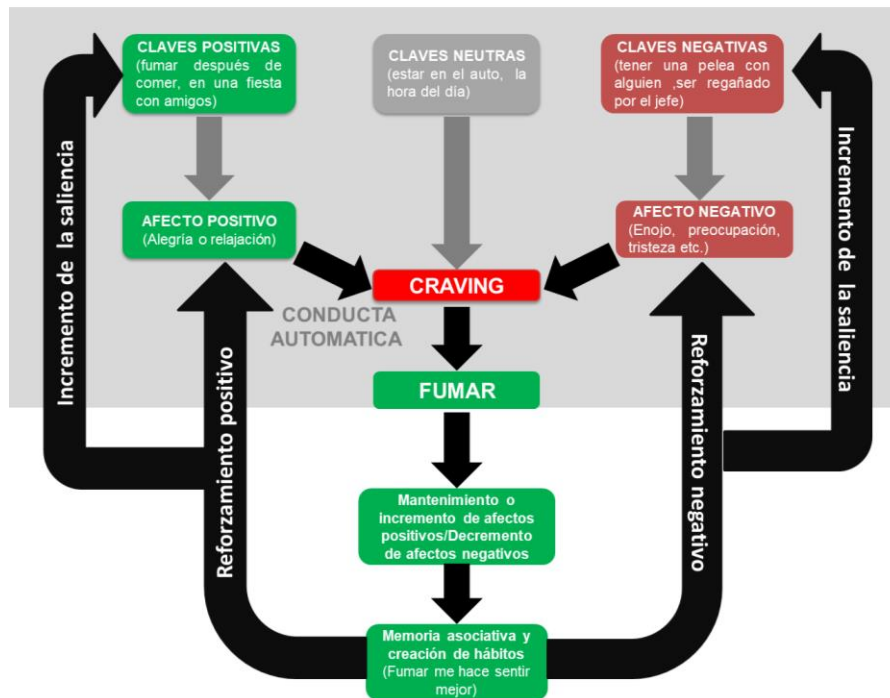 CLAVES POSITIVAS
(fumar después de
comer, en una fiesta
con amigos)
CLAVES NEUTRAS
(estar en el auto, la
hora del día)
CLAVES NEGATIVAS
(tener una pelea con
alguien ,ser regañado
por el jefe)
Incremento de la saliencia
Incremento de la saliencia
AFECTO POSITIVO
(Alegría o relajación)
AFECTO NEGATIVO
(Enojo, preocupación,
tristeza etc.)
CRAVING
CONDUCTA
AUTOMATICA
FUMAR
Reforzamiento positivo
Reforzamiento negativo
Mantenimiento o
incremento de afectos
positivos/Decremento
de afectos negativos
Memoria asociativa y
creación de hábitos
(Fumar me hace sentir
mejor)